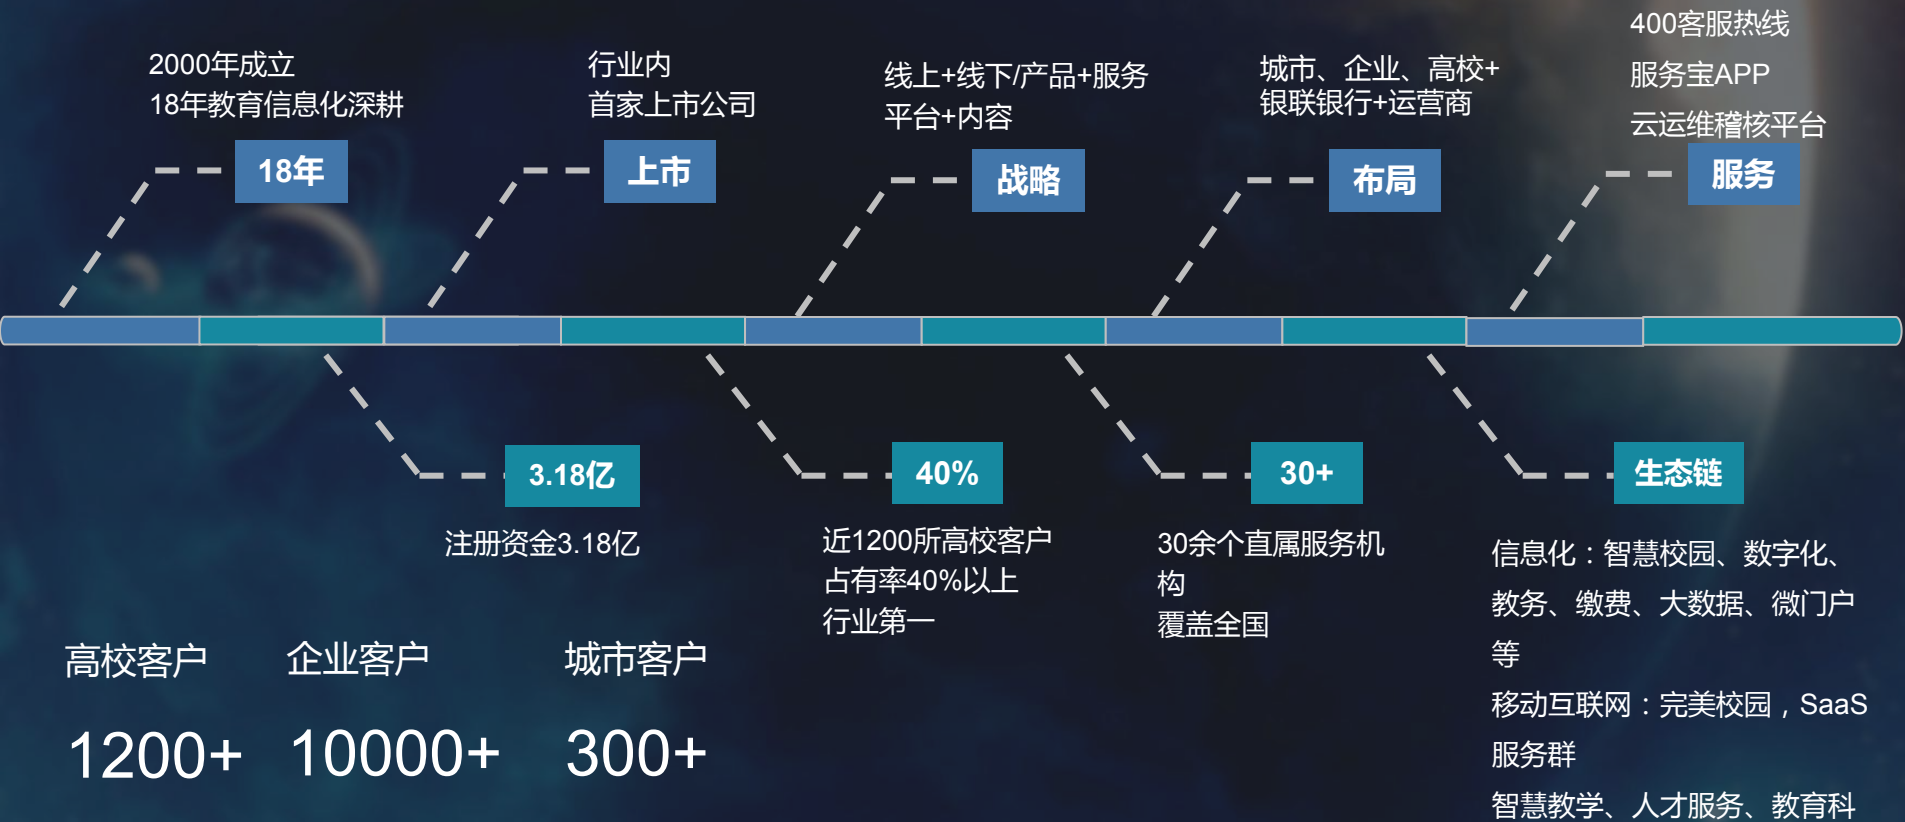 2000年成立
18年教育信息化深耕
18年
行业内
首家上市公司
上市
线上+线下/产品+服务
平台+内容
战略
城市、企业、高校+
银联银行+运营商
布局
400客服热线
服务宝APP
云运维稽核平台
服务
3.18亿
注册资金3.18亿
40%
近1200所高校客户
占有率40%以上
行业第一
30+
30余个直属服务机
构
覆盖全国
生态链
信息化：智慧校园、数字化、
教务、缴费、大数据、微门户
等
移动互联网：完美校园，SaaS
服务群
智慧教学、人才服务、教育科
高校客户
1200+
企业客户
10000+
城市客户
300+